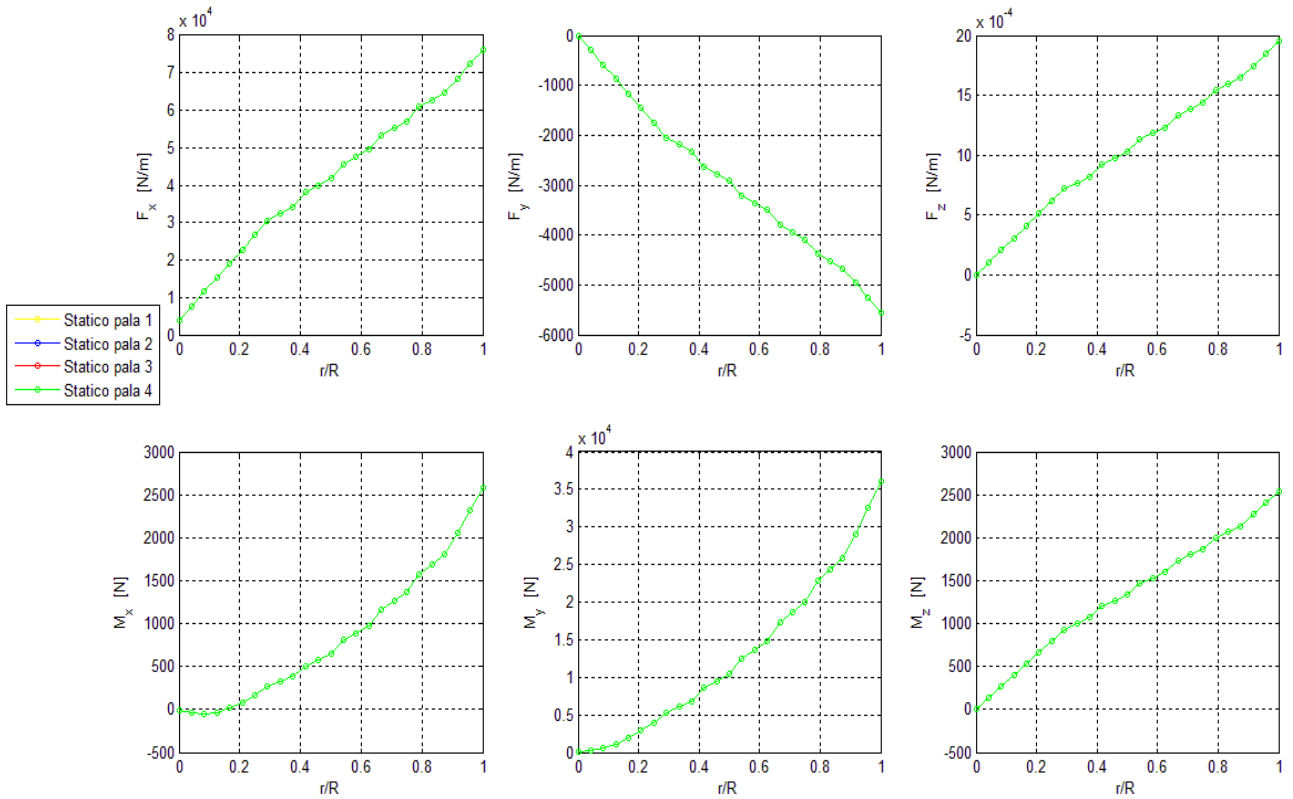 x 10^4
8
7
6
5
4
3
2
1
0
F_x [N/m]
0 0.2 0.4 0.6 0.8 1
r/R
0
-1000
-2000
-3000
-4000
-5000
-6000
F_y [N/m]
0 0.2 0.4 0.6 0.8 1
r/R
x 10^-4
20
15
10
5
0
-5
F_z [N/m]
0 0.2 0.4 0.6 0.8 1
r/R
Statico pala 1
Statico pala 2
Statico pala 3
Statico pala 4
3000
2500
2000
1500
1000
500
0
-500
M_x [N]
0 0.2 0.4 0.6 0.8 1
r/R
x 10^4
4
3.5
3
2.5
2
1.5
1
0.5
0
M_y [N]
0 0.2 0.4 0.6 0.8 1
r/R
3000
2500
2000
1500
1000
500
0
-500
M_z [N]
0 0.2 0.4 0.6 0.8 1
r/R